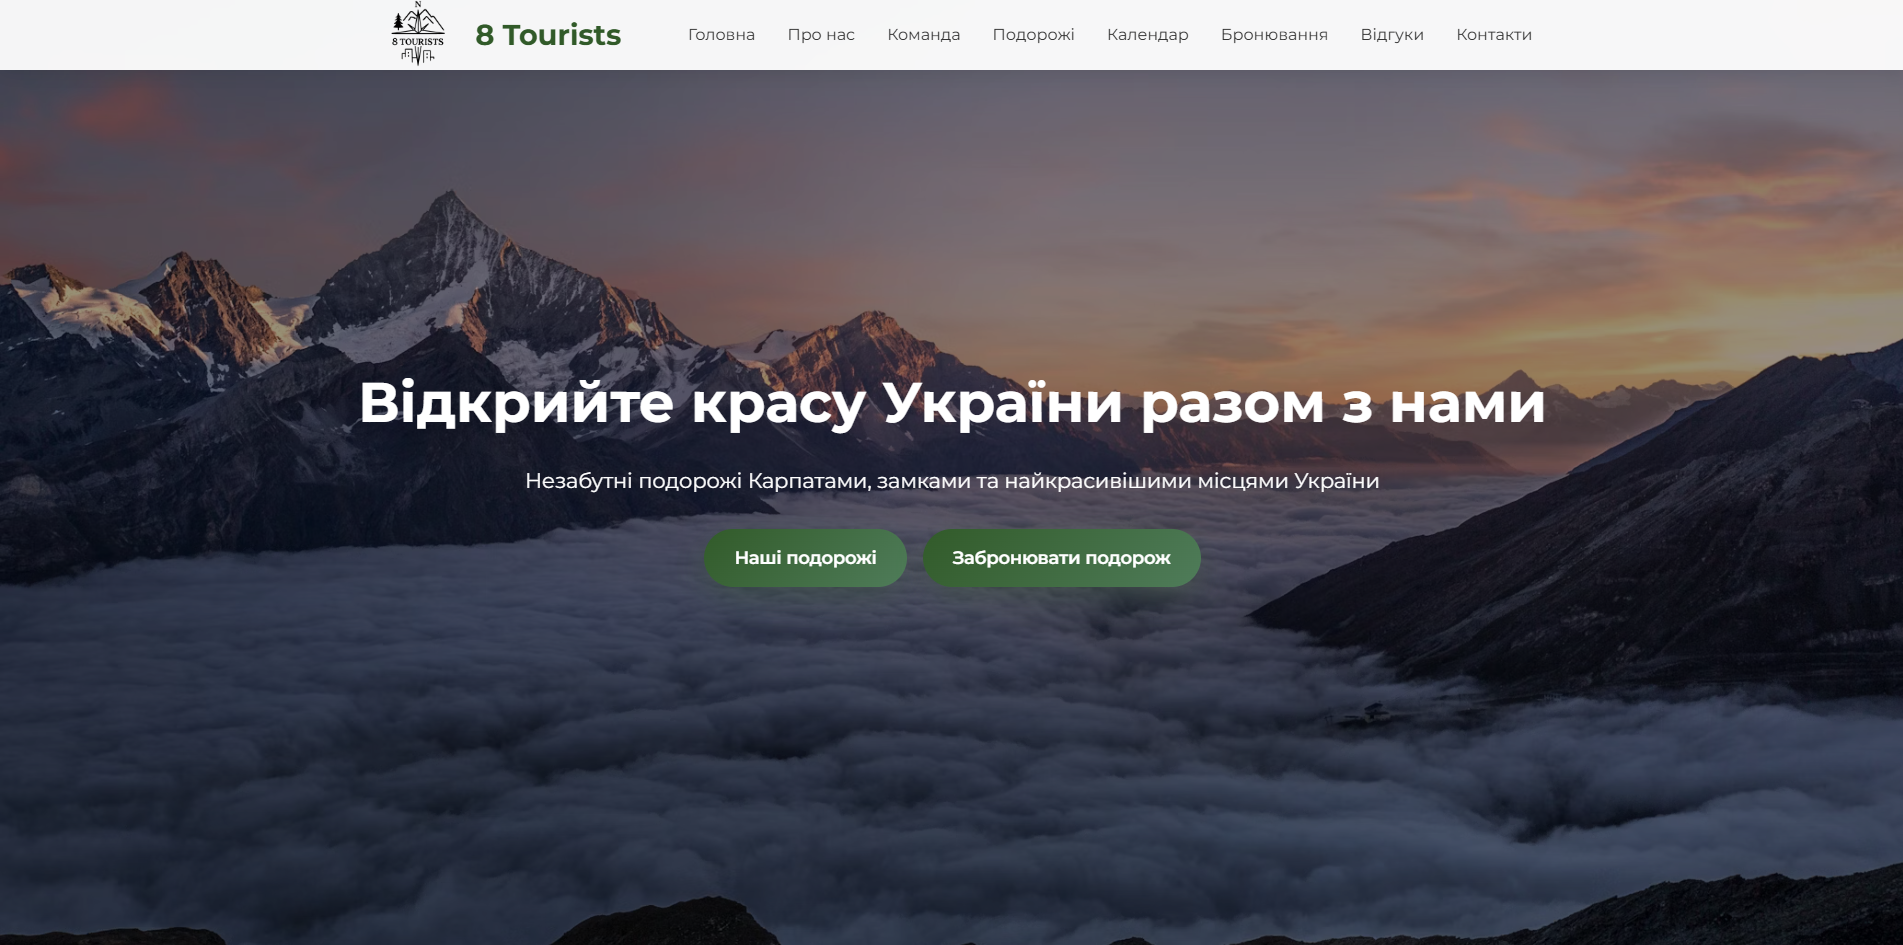 N
8 TOURISTS
8 Tourists
Головна Про нас Команда Подорожі Календар Бронювання Відгуки Контакти
Відкрийте красу України разом з нами
Незабутні подорожі Карпатами, замками та найкрасивішими місцями України
Наші подорожі Забронювати подорож